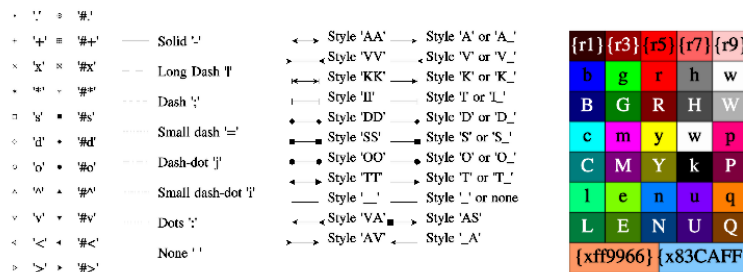 '.' '#.'
'+' '#+'
'x' '#x'
'*' '#*'
's' '#s'
'd' '#d'
'o' '#o'
'^' '#^'
'v' '#v'
'<' '#<'
'>' '#>'
Solid '-'
Long Dash '|'
Dash ';'
Small dash '='
Dash-dot 'j'
Small dash-dot 'i'
Dots ':'
None ' '
Style 'AA' Style 'A' or 'A_'
Style 'VV' Style 'V' or 'V_'
Style 'KK' Style 'K' or 'K_'
Style 'II' Style 'I' or 'I_'
Style 'DD' Style 'D' or 'D_'
Style 'SS' Style 'S' or 'S_'
Style 'OO' Style 'O' or 'O_'
Style 'TT' Style 'T' or 'T_'
Style '__' Style '_' or none
Style 'VA' Style 'AS'
Style 'AV' Style '_A'
{r1} {r3} {r5} {r7} {r9}
b g r h w
B G R H W
c m y w p
C M Y k P
l e n u q
L E N U Q
{xff9966} {x83CAFF}